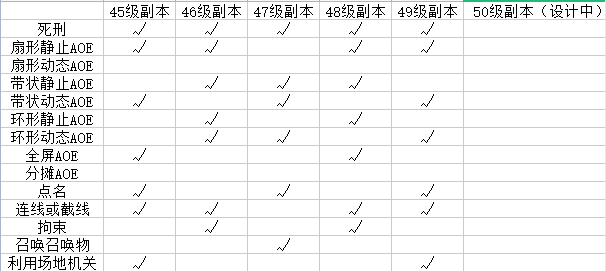 45级副本 46级副本 47级副本 48级副本 49级副本 50级副本（设计中）
死刑 √ √ √ √ √
扇形静止AOE √ √ √ √
扇形动态AOE
带状静止AOE √ √ √
带状动态AOE √ √ √
环形静止AOE √ √
环形动态AOE √ √ √
全屏AOE √ √
分摊AOE
点名 √ √ √
连线或截线 √ √ √ √
拘束 √ √
召唤召唤物 √
利用场地机关 √ √